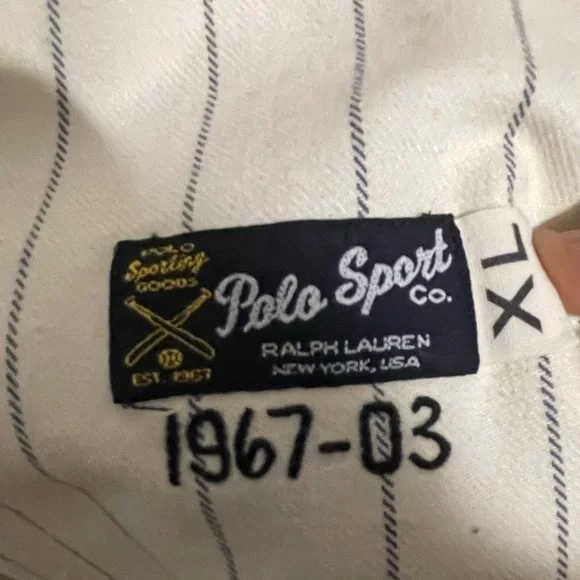 POLO
Sporting
GOODS
EST. 1967
Polo Sport
Co.
RALPH LAUREN
NEW YORK, USA
XL
1967-03